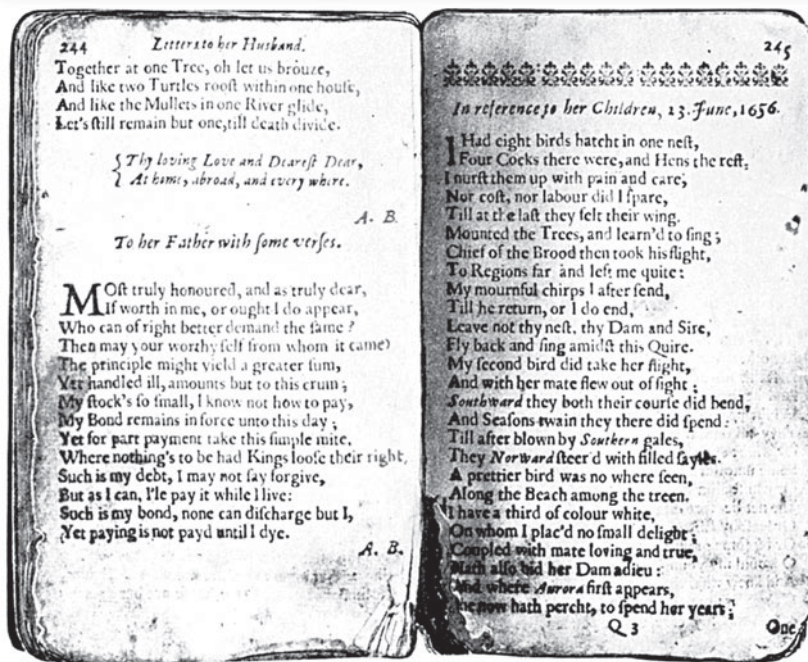 244 Letters to her Husband.
Together at one Tree, oh let us brouze,
And like two Turtles rooſt within one houſe,
And like the Mullets in one River glide,
Let's ſtill remain but one, till death divide.
Thy loving Love and Deareſt Dear,
At home, abroad, and every where.
A. B.
To her Father with ſome verſes.
MOſt truly honoured, and as truly dear,
If worth in me, or ought I do appear,
Who can of right better demand the ſame?
Then may your worthy ſelf from whom it came?
The principle might yield a greater ſum,
Yet handled ill, amounts but to this crum;
My ſtock's ſo ſmall, I know not how to pay,
My Bond remains in force unto this day;
Yet for part payment take this ſimple mite,
Where nothing's to be had Kings looſe their right,
Such is my debt, I may not ſay forgive,
But as I can, I'le pay it while I live:
Such is my bond, none can diſcharge but I,
Yet paying is not payd until I dye.
A. B.
245
In reference to her Children, 23. June, 1656.
I Had eight birds hatcht in one neſt,
Four Cocks there were, and Hens the reſt,
I nurſt them up with pain and care,
Nor coſt, nor labour did I ſpare,
Till at the laſt they felt their wing.
Mounted the Trees, and learn'd to ſing;
Chief of the Brood then took his flight,
To Regions far and left me quite:
My mournful chirps I after ſend,
Till he return, or I do end,
Leave not thy neſt, thy Dam and Sire,
Fly back and ſing amidſt this Quire.
My ſecond bird did take her flight,
And with her mate flew out of ſight;
Southward they both their courſe did bend,
And Seaſons twain they there did ſpend:
Till after blown by Southern gales,
They Norward ſteer'd with filled ſayles.
A prettier bird was no where ſeen,
Along the Beach among the treen.
I have a third of colour white,
On whom I plac'd no ſmall delight;
Coupled with mate loving and true,
Hath alſo bid her Dam adieu:
And where Aurora firſt appears,
now hath percht, to ſpend her years;
Q 3 One